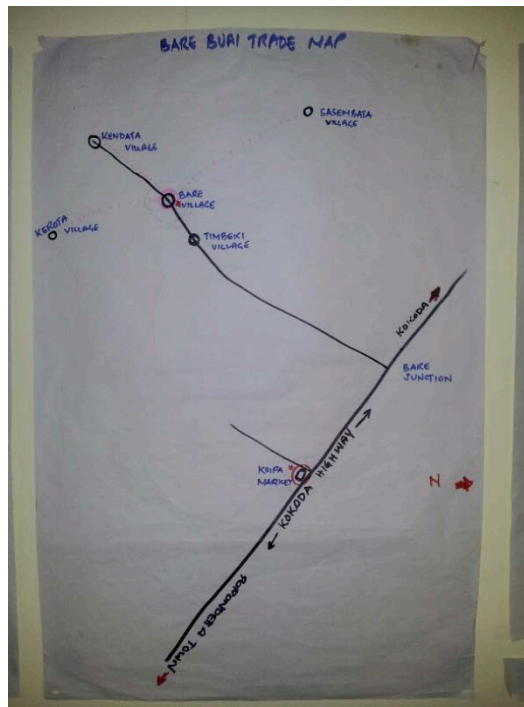 BARE BUAI TRADE MAP
SASEMBATA
VILLAGE
KENDATA
VILLAGE
BARE
VILLAGE
KEROTA
VILLAGE
TIMBEKI
VILLAGE
KOKODA
BARE
JUNCTION
KOIPA
MARKET
KOKODA HIGHWAY
N
POPONDETTA TOWN